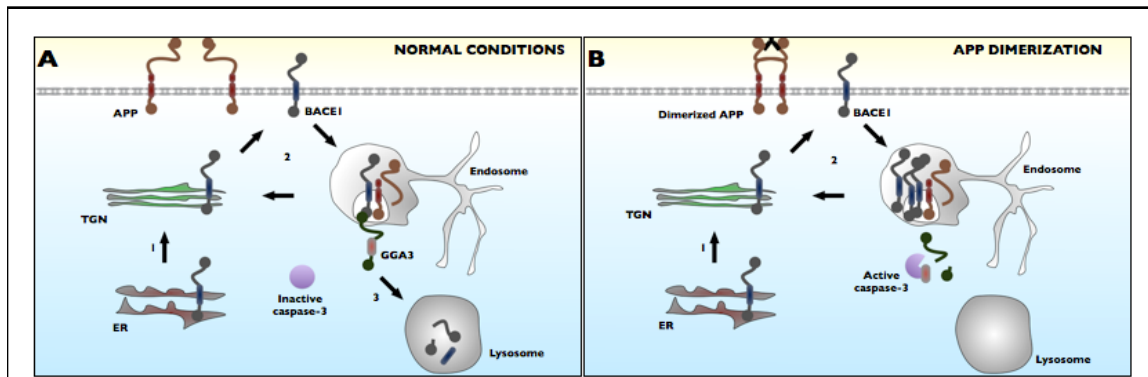 A
NORMAL CONDITIONS
APP
BACE1
2
Endosome
TGN
1
GGA3
Inactive
caspase-3
3
ER
Lysosome
B
APP DIMERIZATION
Dimerized APP
BACE1
2
Endosome
TGN
1
Active
caspase-3
ER
Lysosome